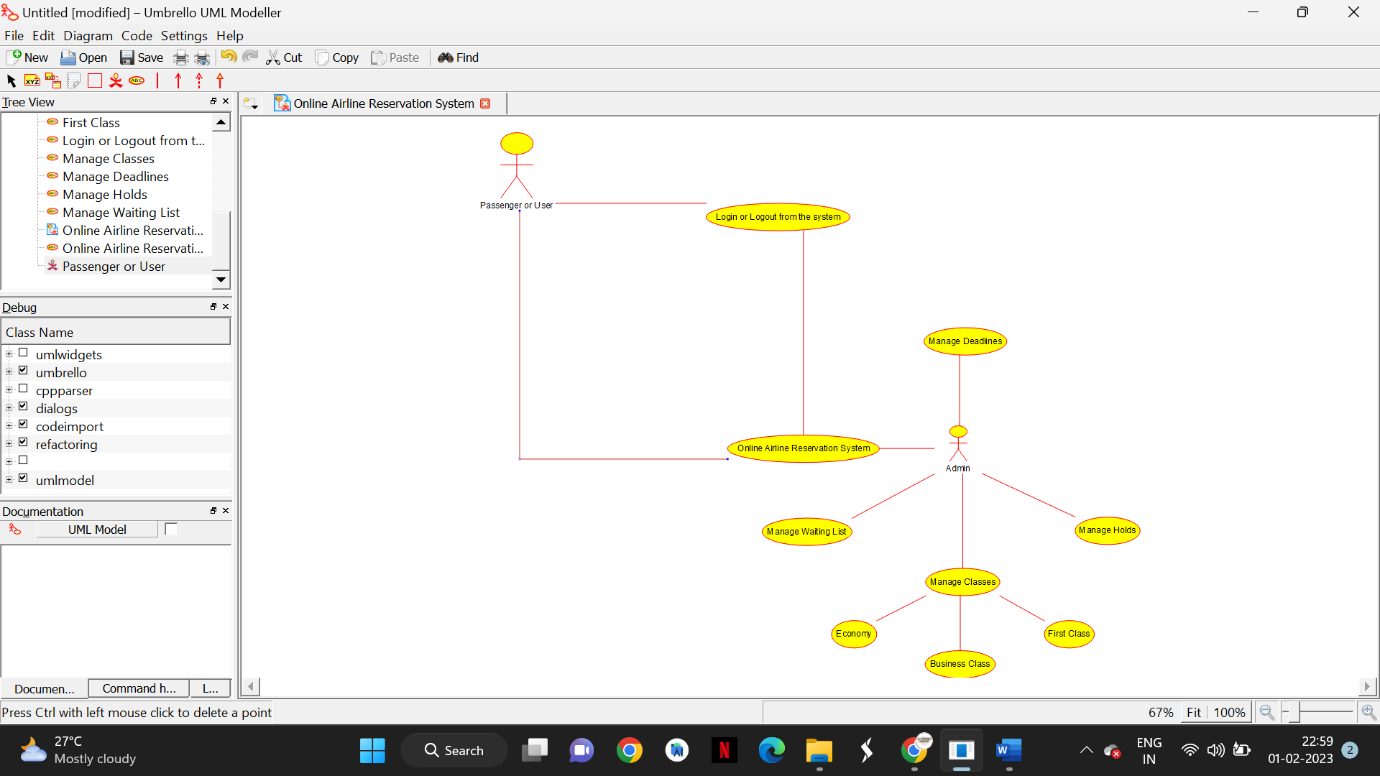 Untitled [modified] – Umbrello UML Modeller
File Edit Diagram Code Settings Help
New Open Save Cut Copy Paste Find
XYZ ABC
Tree View
Online Airline Reservation System
First Class
Login or Logout from t...
Manage Classes
Manage Deadlines
Manage Holds
Manage Waiting List
Online Airline Reservati...
Online Airline Reservati...
Passenger or User
Debug
Class Name
umlwidgets
umbrello
cppparser
dialogs
codeimport
refactoring
umlmodel
Documentation
UML Model
Documen... Command h... L...
Passenger or User
Login or Logout from the system
Manage Deadlines
Online Airline Reservation System
Admin
Manage Waiting List
Manage Holds
Manage Classes
Economy
First Class
Business Class
Press Ctrl with left mouse click to delete a point
67% Fit 100%
27°C
Mostly cloudy
Search
N
W
ENG
IN
22:59
01-02-2023
2